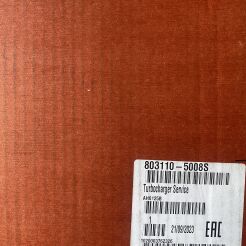 803110-5008S
Turbocharger Service
1
21/09/2023
EAC